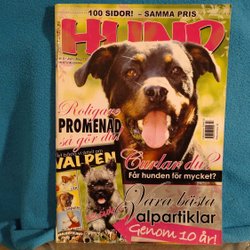 100 SIDOR! – SAMMA PRIS
HUND
Roligare
PROMENAD
så gör du!
VALPEN
Curlar du?
Får hunden för mycket?
Våra bästa
valpartiklar
Genom 10 år!